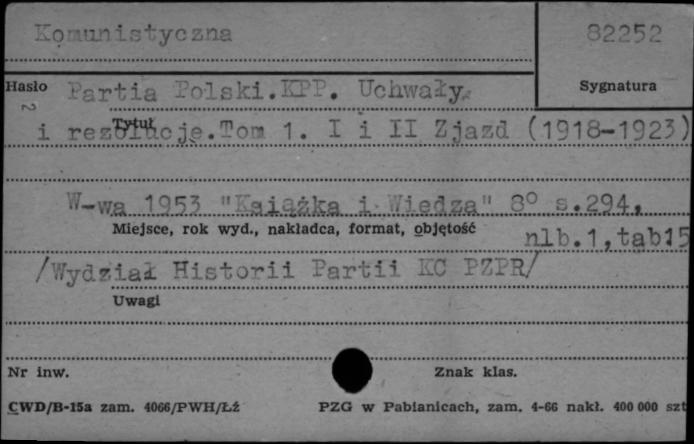 Komunistyczna 82252
Hasło Partia Polski.KPP. Uchwały Sygnatura
Tytuł
i rezolucje.Tom 1. I i II Zjazd (1918-1923)
W-wa 1953 "Książka i Wiedza" 8° s.294,
Miejsce, rok wyd., nakładca, format, objętość nlb.1,tab15
/Wydział Historii Partii KC PZPR/
Uwagi
Nr inw. Znak klas.
CWD/B-15a zam. 4066/PWH/Łź PZG w Pabianicach, zam. 4-66 nakł. 400 000 szt